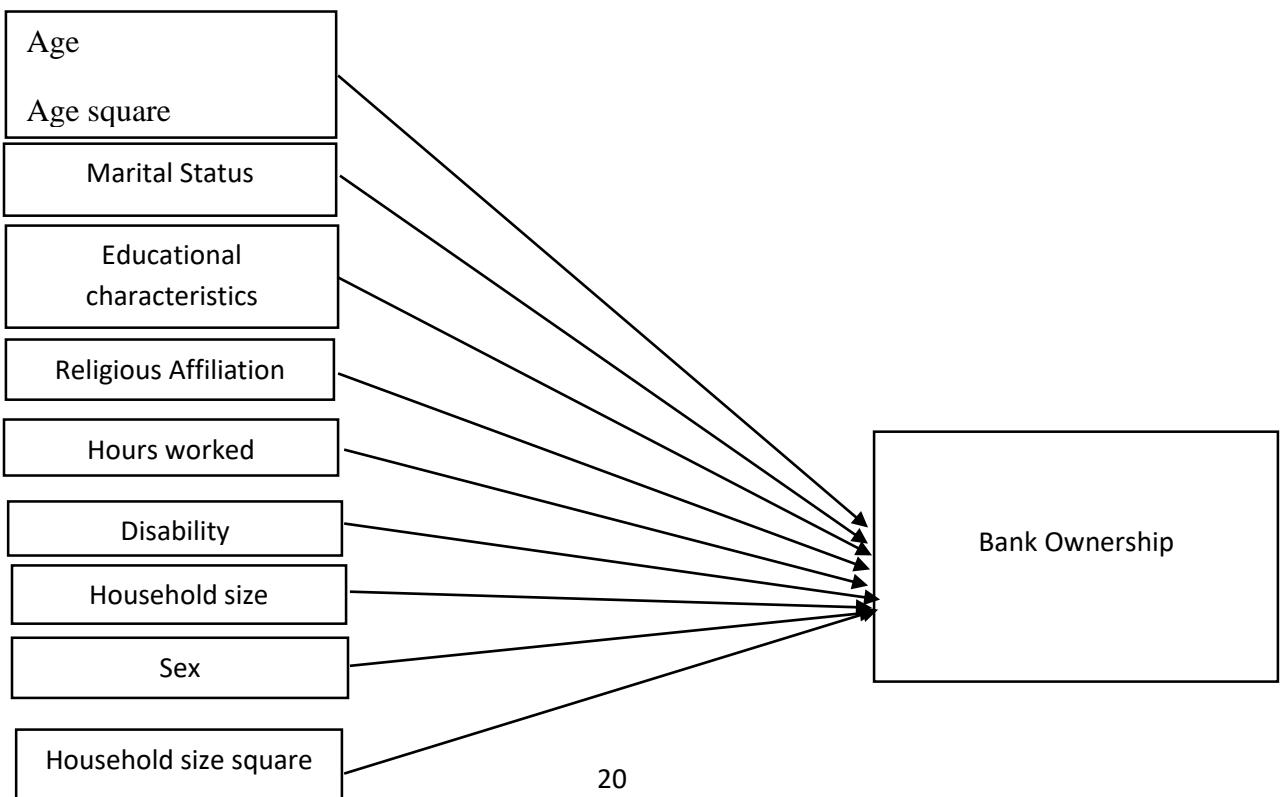 Age
Age square
Marital Status
Educational
characteristics
Religious Affiliation
Hours worked
Disability
Household size
Sex
Household size square
Bank Ownership
20